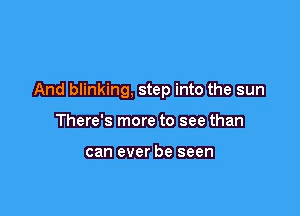 And blinking, step into the sun
There's more to see than
can ever be seen